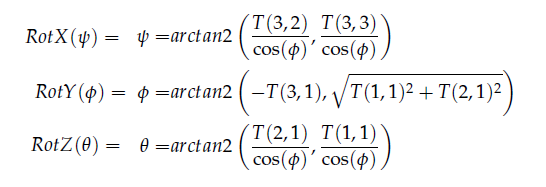 RotX(ψ) = ψ =arctan2 ( T(3,2)/cos(ϕ) , T(3,3)/cos(ϕ) )
RotY(ϕ) = ϕ =arctan2 ( −T(3,1), √(T(1,1)² + T(2,1)²) )
RotZ(θ) = θ =arctan2 ( T(2,1)/cos(ϕ) , T(1,1)/cos(ϕ) )